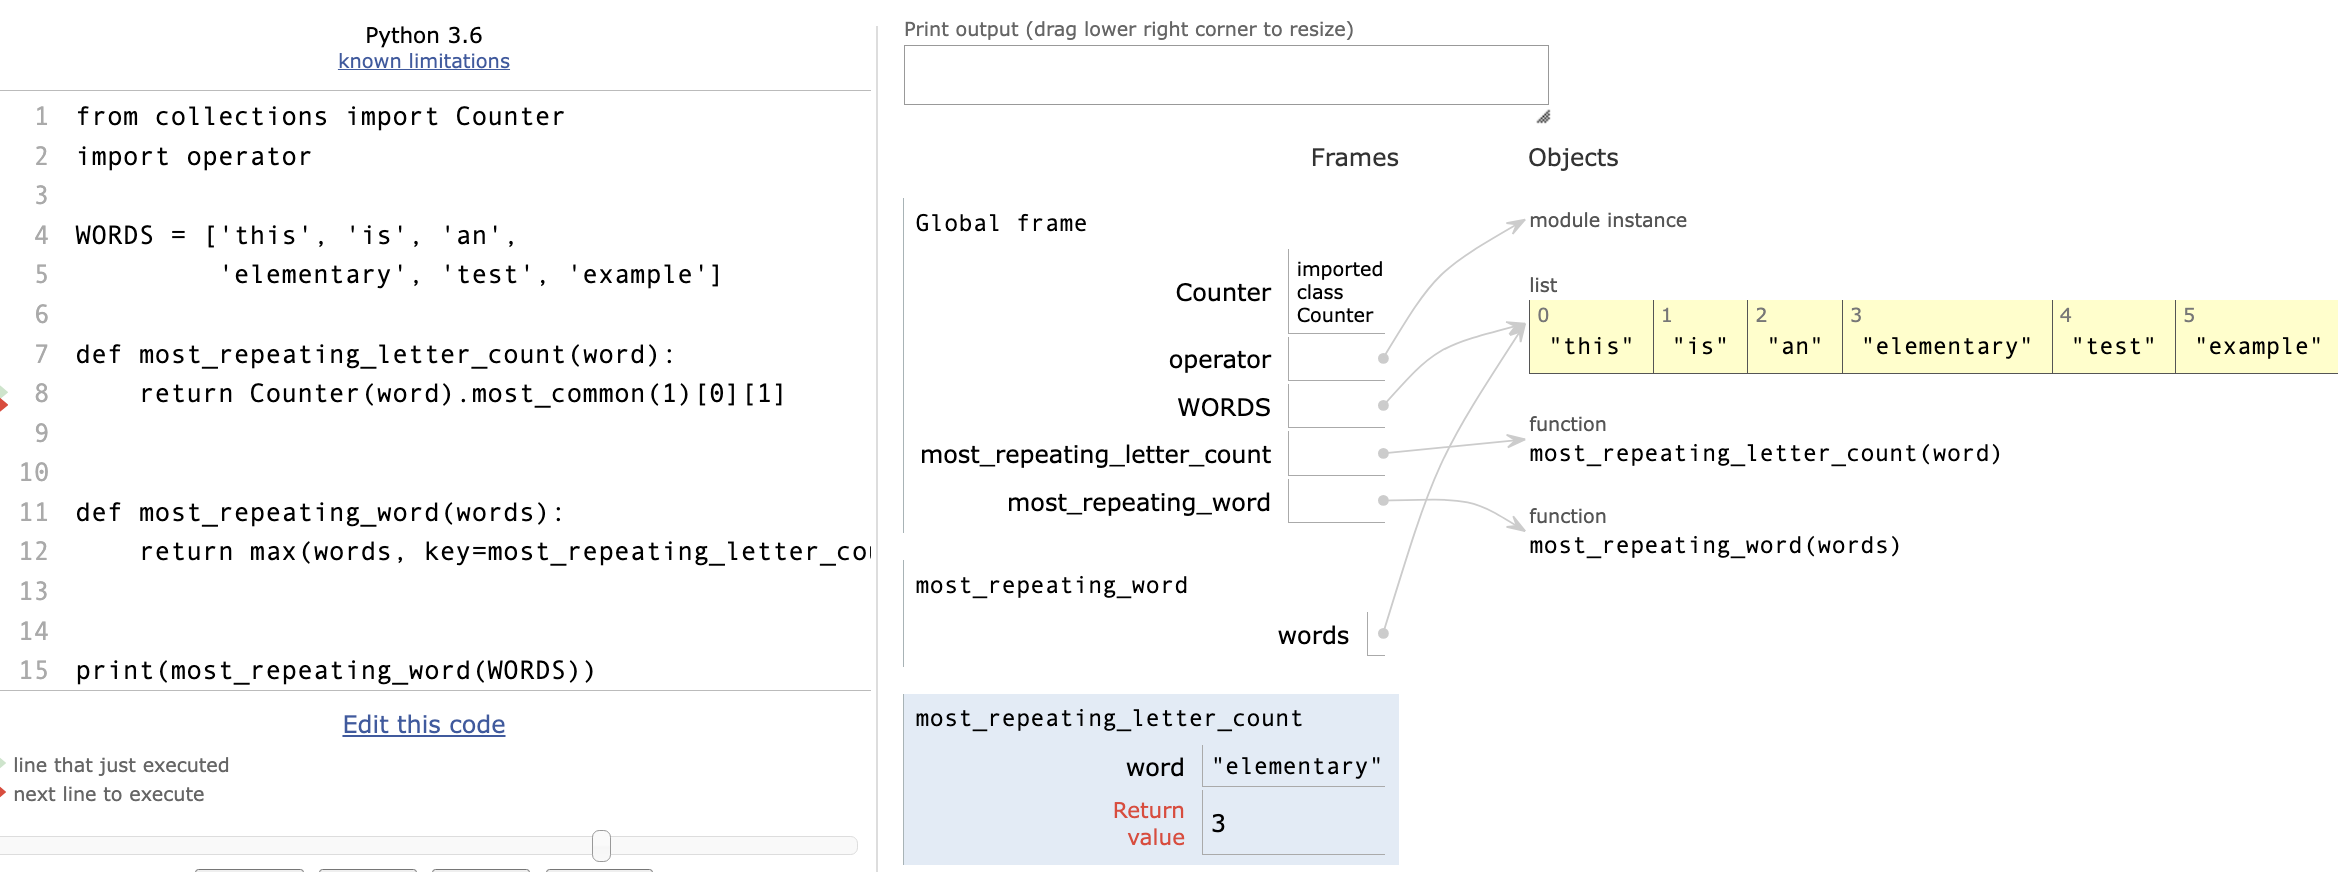 Python 3.6
known limitations
1 from collections import Counter
2 import operator
3
4 WORDS = ['this', 'is', 'an',
5          'elementary', 'test', 'example']
6
7 def most_repeating_letter_count(word):
8     return Counter(word).most_common(1)[0][1]
9
10
11 def most_repeating_word(words):
12     return max(words, key=most_repeating_letter_co
13
14
15 print(most_repeating_word(WORDS))
Edit this code
line that just executed
next line to execute
Print output (drag lower right corner to resize)
Frames
Objects
Global frame
Counter
imported
class
Counter
operator
WORDS
most_repeating_letter_count
most_repeating_word
module instance
list
0 1 2 3 4 5
"this" "is" "an" "elementary" "test" "example"
function
most_repeating_letter_count(word)
function
most_repeating_word(words)
most_repeating_word
words
most_repeating_letter_count
word "elementary"
Return
value
3